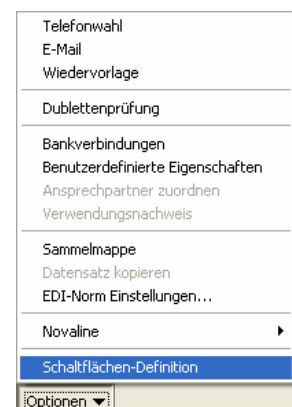 Telefonwahl
E-Mail
Wiedervorlage
Dublettenprüfung
Bankverbindungen
Benutzerdefinierte Eigenschaften
Ansprechpartner zuordnen
Verwendungsnachweis
Sammelmappe
Datensatz kopieren
EDI-Norm Einstellungen...
Novaline
Schaltflächen-Definition
Optionen